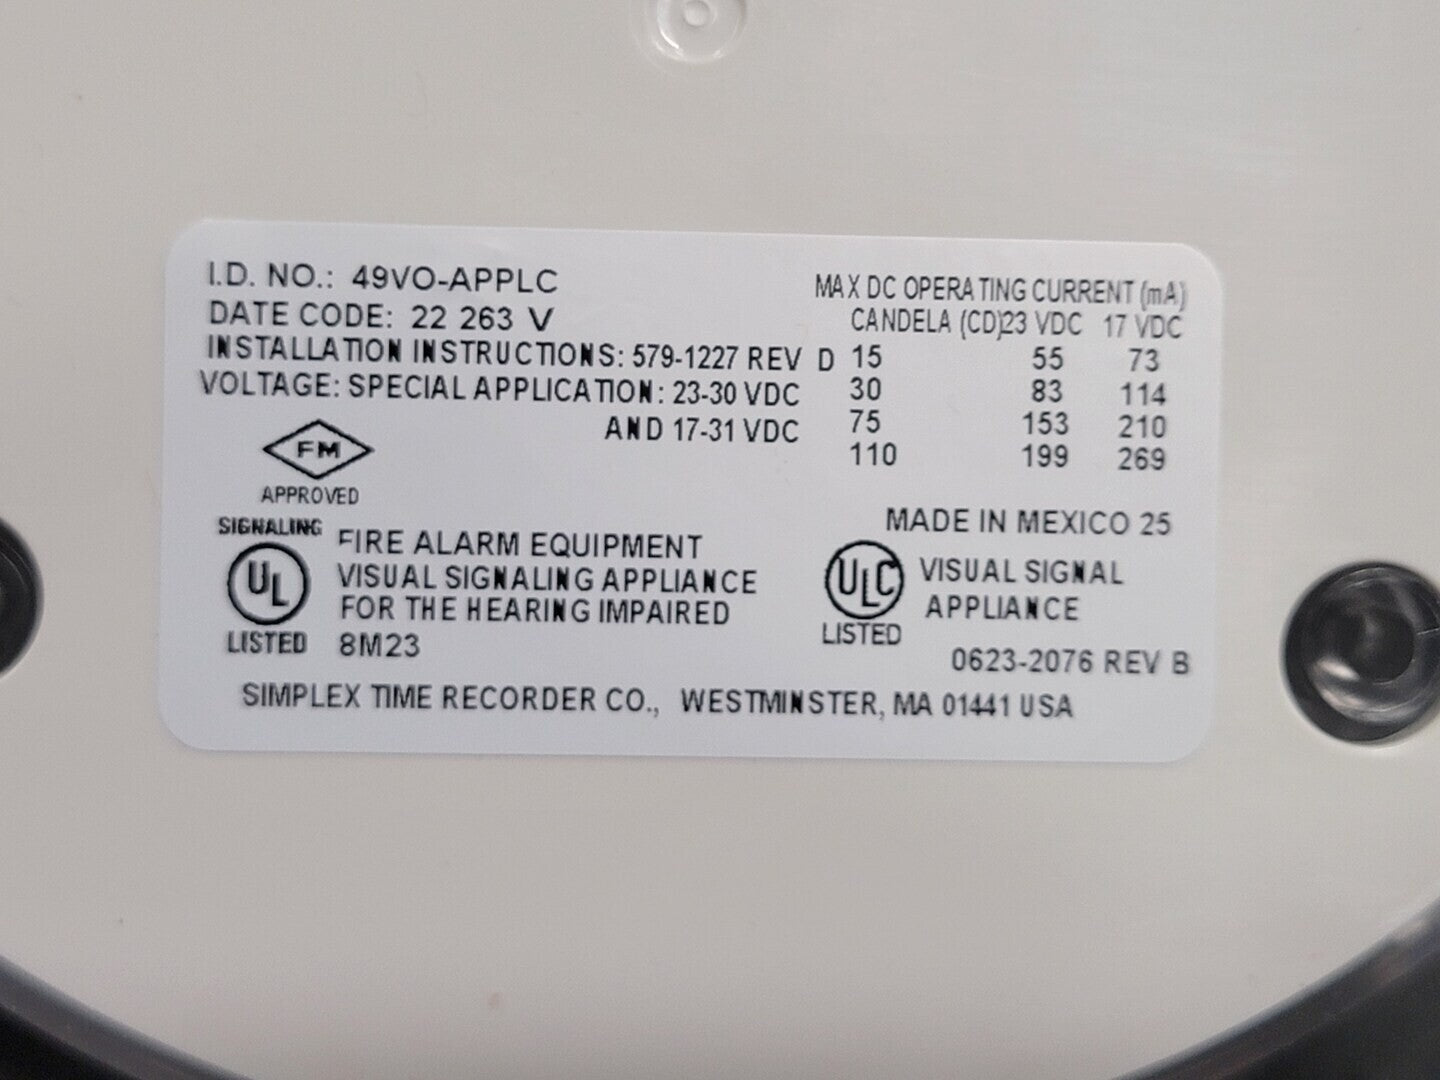 I.D. NO.: 49VO-APPLC
DATE CODE: 22 263 V
INSTALLATION INSTRUCTIONS: 579-1227 REV D
VOLTAGE: SPECIAL APPLICATION: 23-30 VDC
AND 17-31 VDC
MAX DC OPERATING CURRENT (mA)
CANDELA (CD)23 VDC 17 VDC
15 55 73
30 83 114
75 153 210
110 199 269
FM
APPROVED
MADE IN MEXICO 25
SIGNALING
UL
LISTED
FIRE ALARM EQUIPMENT
VISUAL SIGNALING APPLIANCE
FOR THE HEARING IMPAIRED
8M23
ULC
LISTED
VISUAL SIGNAL
APPLIANCE
0623-2076 REV B
SIMPLEX TIME RECORDER CO., WESTMINSTER, MA 01441 USA